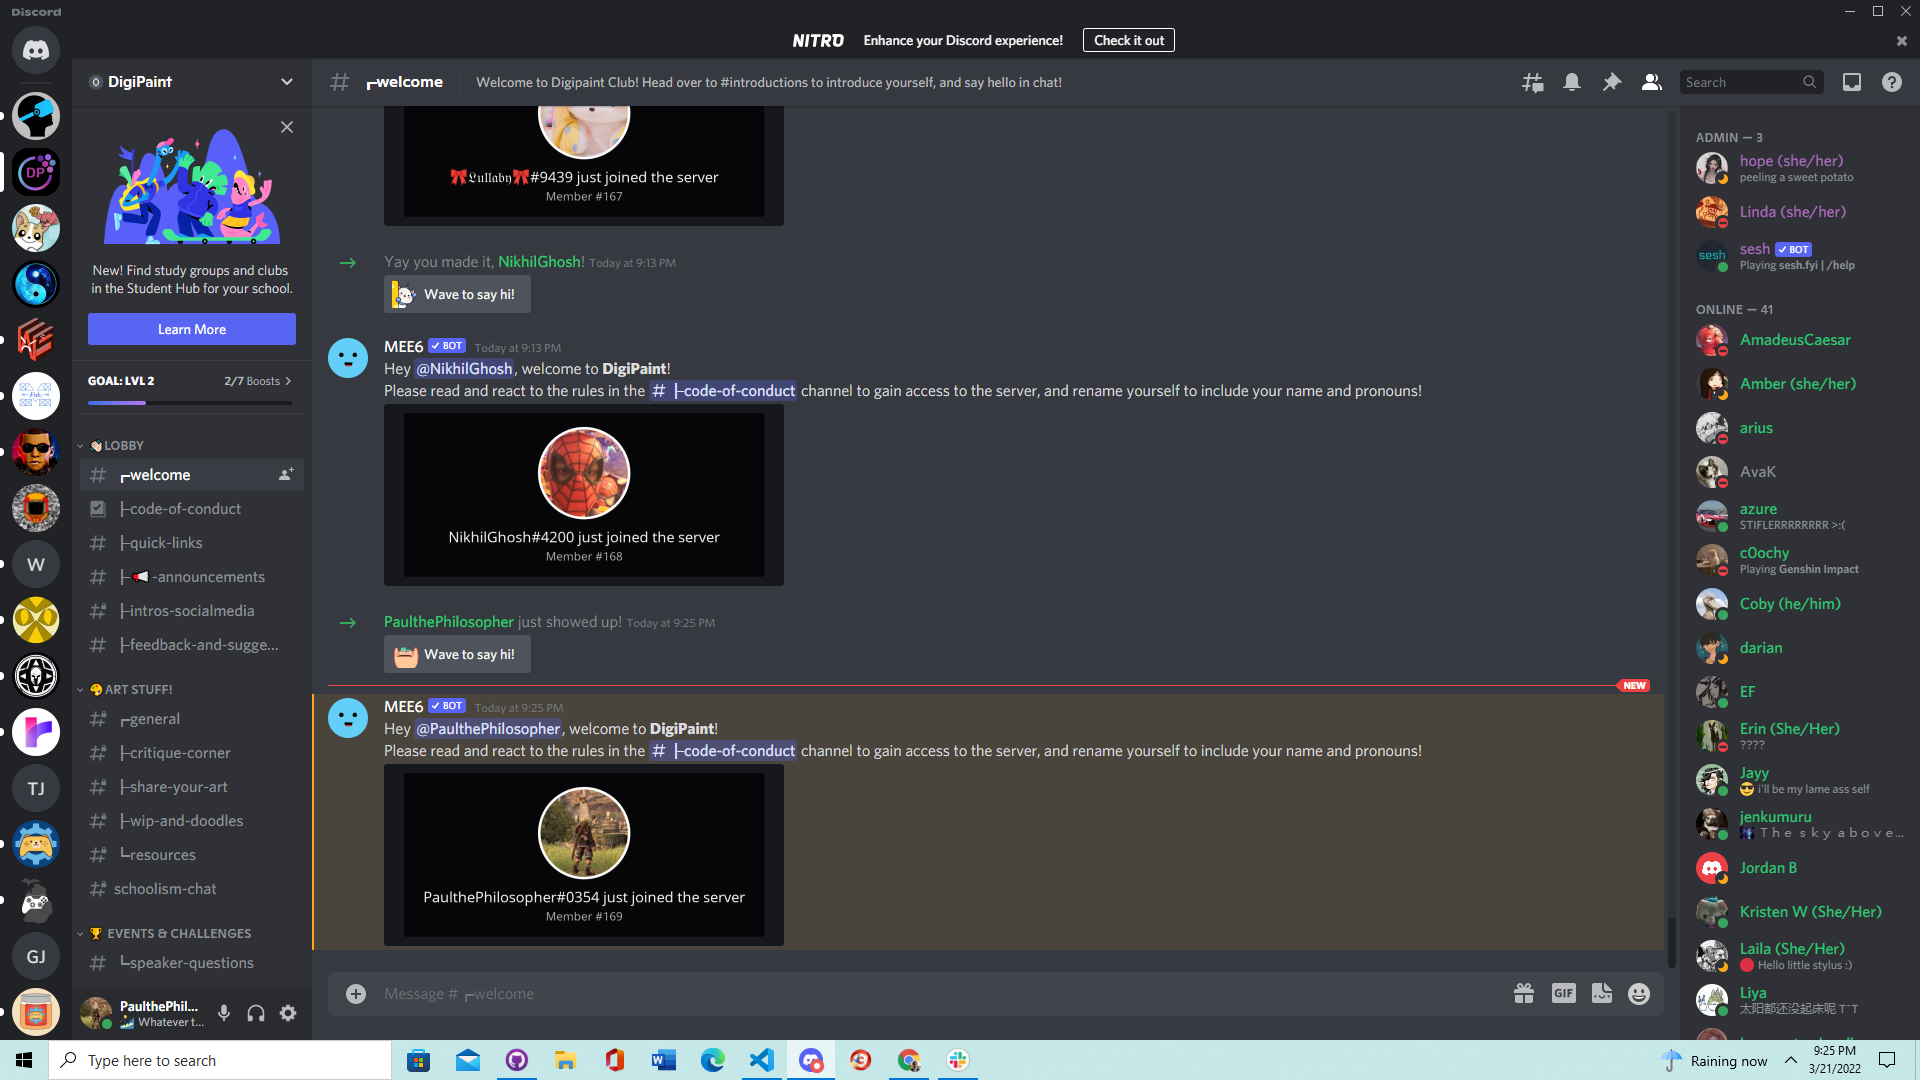 Discord
NITRO Enhance your Discord experience! Check it out
DigiPaint
┏welcome
Welcome to Digipaint Club! Head over to #introductions to introduce yourself, and say hello in chat!
Search
DP
W
TJ
GJ
New! Find study groups and clubs
in the Student Hub for your school.
Learn More
GOAL: LVL 2 2/7 Boosts
👋🏻LOBBY
┏welcome
┣code-of-conduct
┣quick-links
┣📢-announcements
┣intros-socialmedia
┣feedback-and-sugge...
🎨ART STUFF!
┏general
┣critique-corner
┣share-your-art
┣wip-and-doodles
┗resources
schoolism-chat
🏆 EVENTS & CHALLENGES
┗speaker-questions
PaulthePhil...
Whatever t...
🎀𝔏𝔲𝔩𝔩𝔞𝔟𝔶🎀#9439 just joined the server
Member #167
Yay you made it, NikhilGhosh! Today at 9:13 PM
Wave to say hi!
MEE6 ✓ BOT Today at 9:13 PM
Hey @NikhilGhosh, welcome to DigiPaint!
Please read and react to the rules in the # ┣code-of-conduct channel to gain access to the server, and rename yourself to include your name and pronouns!
NikhilGhosh#4200 just joined the server
Member #168
PaulthePhilosopher just showed up! Today at 9:25 PM
Wave to say hi!
NEW
MEE6 ✓ BOT Today at 9:25 PM
Hey @PaulthePhilosopher, welcome to DigiPaint!
Please read and react to the rules in the # ┣code-of-conduct channel to gain access to the server, and rename yourself to include your name and pronouns!
PaulthePhilosopher#0354 just joined the server
Member #169
Message # ┏welcome
GIF
ADMIN — 3
hope (she/her)
peeling a sweet potato
Linda (she/her)
sesh
sesh ✓ BOT
Playing sesh.fyi | /help
ONLINE — 41
AmadeusCaesar
Amber (she/her)
arius
AvaK
azure
STIFLERRRRRRRR >:(
c0ochy
Playing Genshin Impact
Coby (he/him)
darian
EF
Erin (She/Her)
????
Jayy
😎 i'll be my lame ass self
jenkumuru
🌌 T h e s k y a b o v e...
Jordan B
Kristen W (She/Her)
Laila (She/Her)
🔴 Hello little stylus :)
Liya
太阳都还没起床呢 T^T
Type here to search
Raining now
9:25 PM
3/21/2022